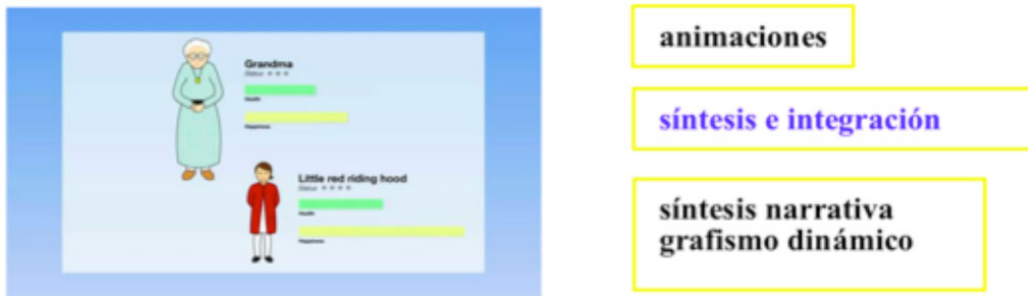 Grandma
Status * * *
Health
Happiness
Little red riding hood
Status * * * *
Health
Happiness
animaciones
síntesis e integración
síntesis narrativa
grafismo dinámico